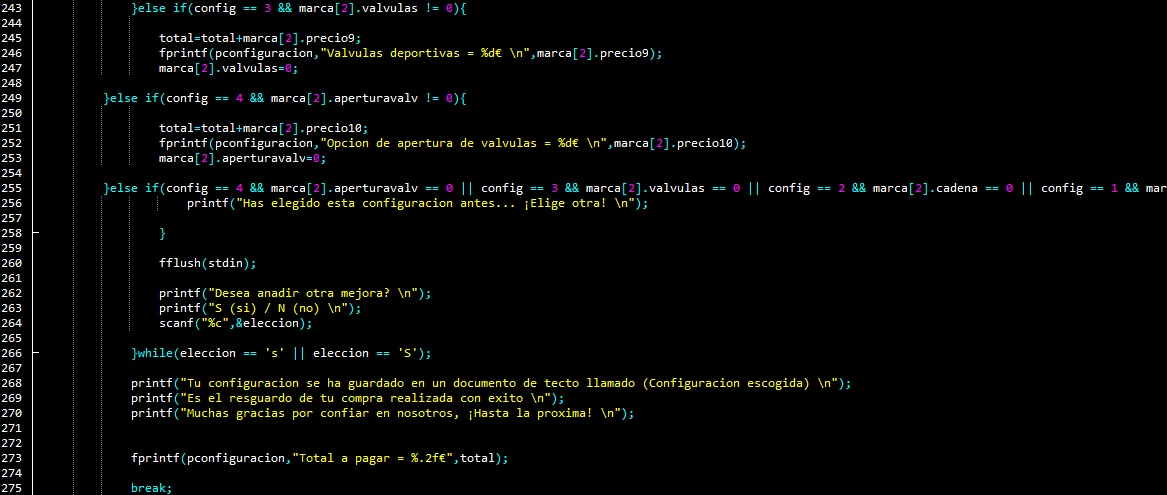 243 }else if(config == 3 && marca[2].valvulas != 0){
244
245 total=total+marca[2].precio9;
246 fprintf(pconfiguracion,"Valvulas deportivas = %d€ \n",marca[2].precio9);
247 marca[2].valvulas=0;
248
249 }else if(config == 4 && marca[2].aperturavalv != 0){
250
251 total=total+marca[2].precio10;
252 fprintf(pconfiguracion,"Opcion de apertura de valvulas = %d€ \n",marca[2].precio10);
253 marca[2].aperturavalv=0;
254
255 }else if(config == 4 && marca[2].aperturavalv == 0 || config == 3 && marca[2].valvulas == 0 || config == 2 && marca[2].cadena == 0 || config == 1 && mar
256 printf("Has elegido esta configuracion antes... ¡Elige otra! \n");
257
258 }
259
260 fflush(stdin);
261
262 printf("Desea anadir otra mejora? \n");
263 printf("S (si) / N (no) \n");
264 scanf("%c",&eleccion);
265
266 }while(eleccion == 's' || eleccion == 'S');
267
268 printf("Tu configuracion se ha guardado en un documento de tecto llamado (Configuracion escogida) \n");
269 printf("Es el resguardo de tu compra realizada con exito \n");
270 printf("Muchas gracias por confiar en nosotros, ¡Hasta la proxima! \n");
271
272
273 fprintf(pconfiguracion,"Total a pagar = %.2f€",total);
274
275 break;